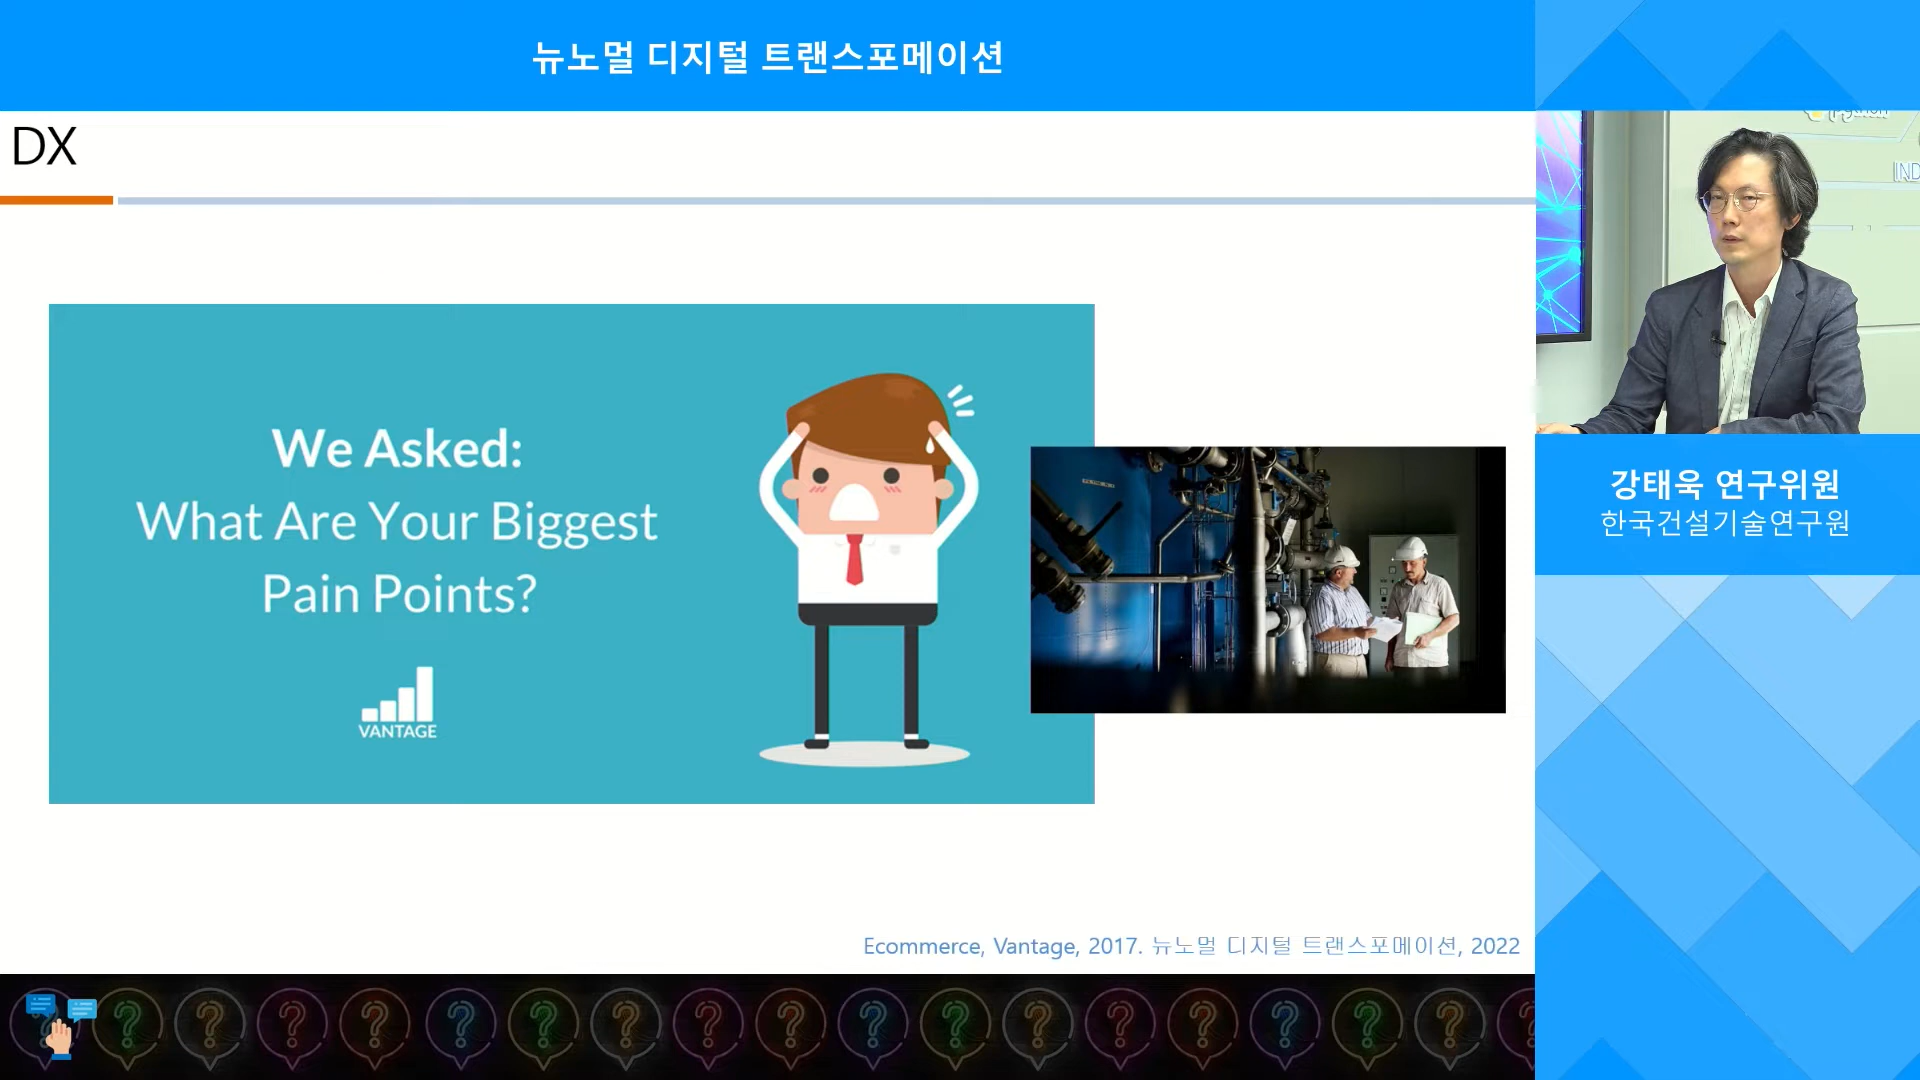 뉴노멀 디지털 트랜스포메이션
DX
We Asked:
What Are Your Biggest
Pain Points?
VANTAGE
Ecommerce, Vantage, 2017. 뉴노멀 디지털 트랜스포메이션, 2022
IND
강태욱 연구위원
한국건설기술연구원